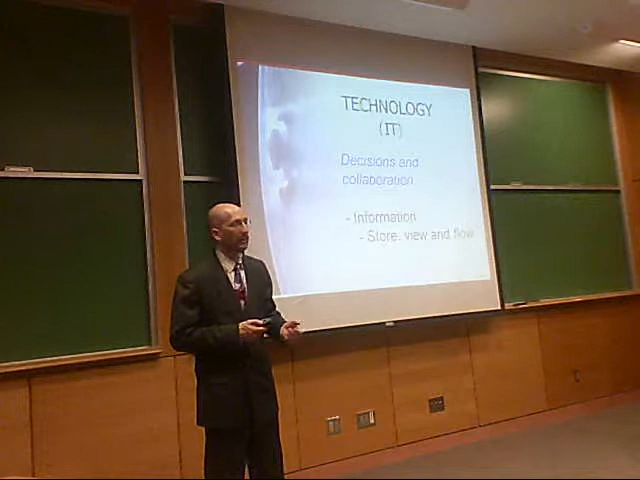 TECHNOLOGY
(IT)
Decisions and
collaboration
- Information
- Store, view and flow